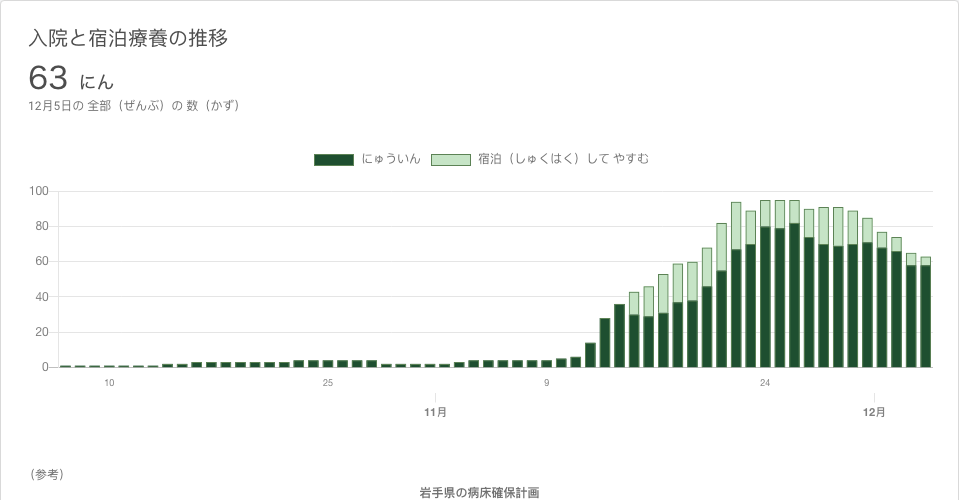 入院と宿泊療養の推移
63 にん
12月5日の 全部（ぜんぶ）の 数（かず）
にゅういん 宿泊（しゅくはく）して やすむ
100
80
60
40
20
0
10 25 9 24
11月 12月
（参考）
岩手県の病床確保計画